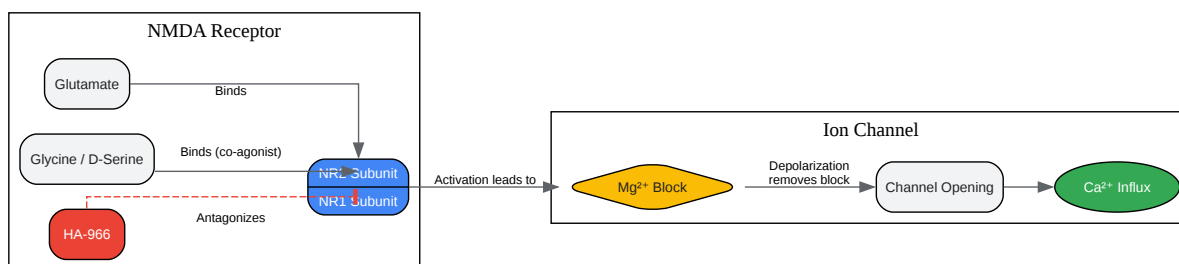 NMDA Receptor
Glutamate
Binds
Glycine / D-Serine
Binds (co-agonist)
NR2 Subunit
NR1 Subunit
HA-966
Antagonizes
Activation leads to
Ion Channel
Mg²⁺ Block
Depolarization
removes block
Channel Opening
Ca²⁺ Influx